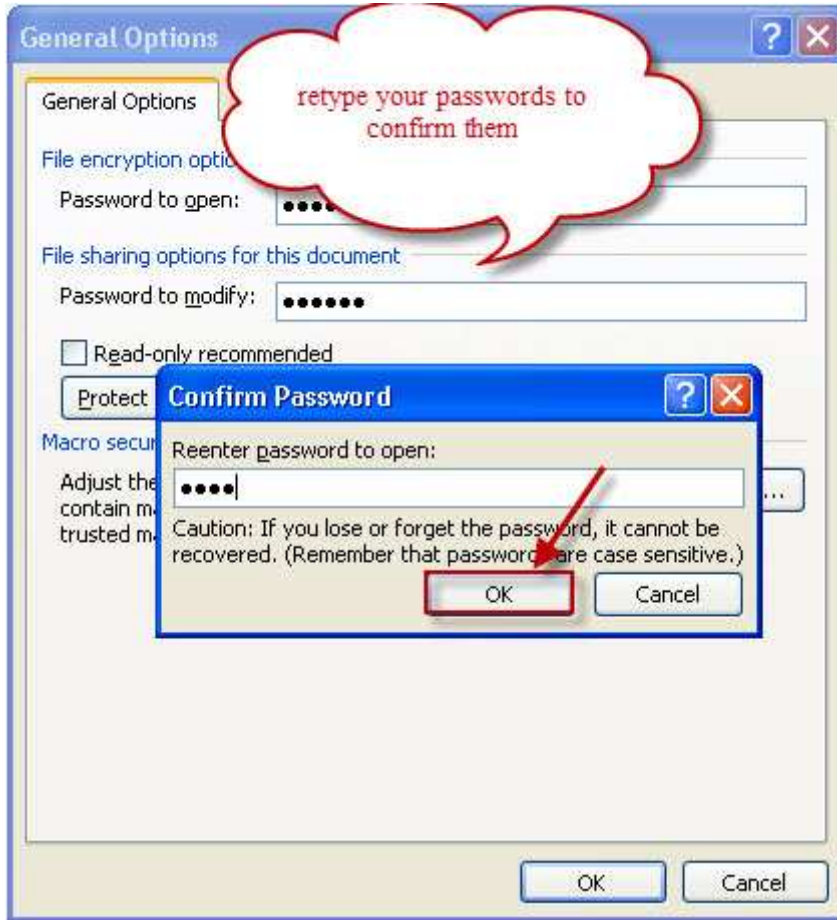 General Options
retype your passwords to
confirm them
General Options
File encryption optio
Password to open: ••••
File sharing options for this document
Password to modify: ••••••
Read-only recommended
Protect
Confirm Password
Reenter password to open:
••••
Caution: If you lose or forget the password, it cannot be
recovered. (Remember that passwords are case sensitive.)
OK Cancel
Macro secur
Adjust the
contain ma
trusted ma
...
OK Cancel